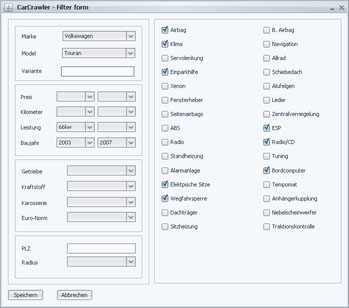 CarCrawler - Filter form
Marke Volkswagen
Model Touran
Variante
Preis
Kilometer
Leistung 66kw
Baujahr 2003 2007
Getriebe
Kraftstoff
Karosserie
Euro-Norm
PLZ
Radius
Speichern Abbrechen
Airbag B. Airbag
Klima Navigation
Servolenkung Allrad
Einparkhilfe Schiebedach
Xenon Alufelgen
Fensterheber Leder
Seitenairbags Zentralverriegelung
ABS ESP
Radio Radio/CD
Standheizung Tuning
Alarmanlage Bordcomputer
Elektpische Sitze Tempomat
Wegfahrsperre Anhängerkupplung
Dachträger Nebelscheinwerfer
Sitzheizung Traktionskontrolle